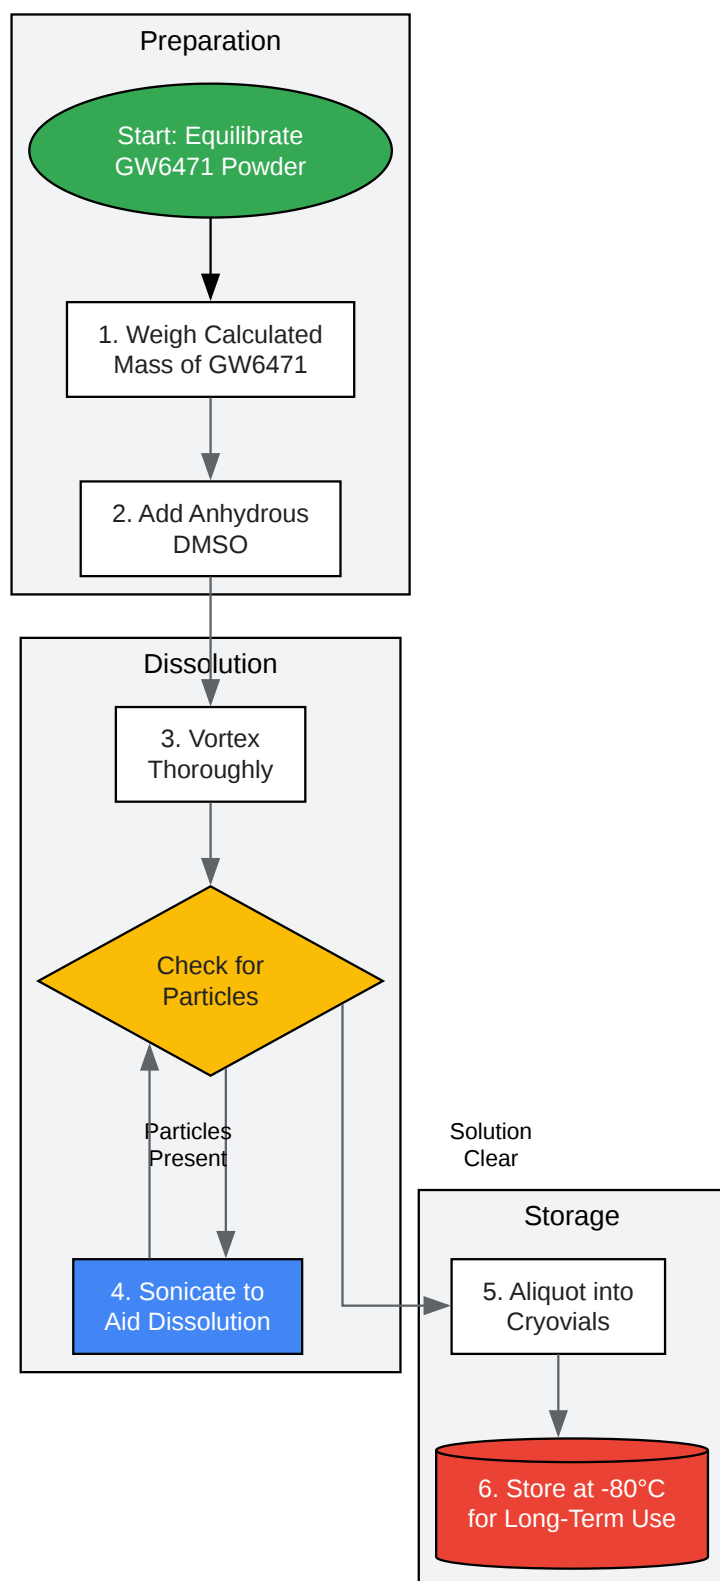 Preparation
Start: Equilibrate
GW6471 Powder
1. Weigh Calculated
Mass of GW6471
2. Add Anhydrous
DMSO
Dissolution
3. Vortex
Thoroughly
Check for
Particles
Particles
Present
Solution
Clear
4. Sonicate to
Aid Dissolution
Storage
5. Aliquot into
Cryovials
6. Store at -80°C
for Long-Term Use